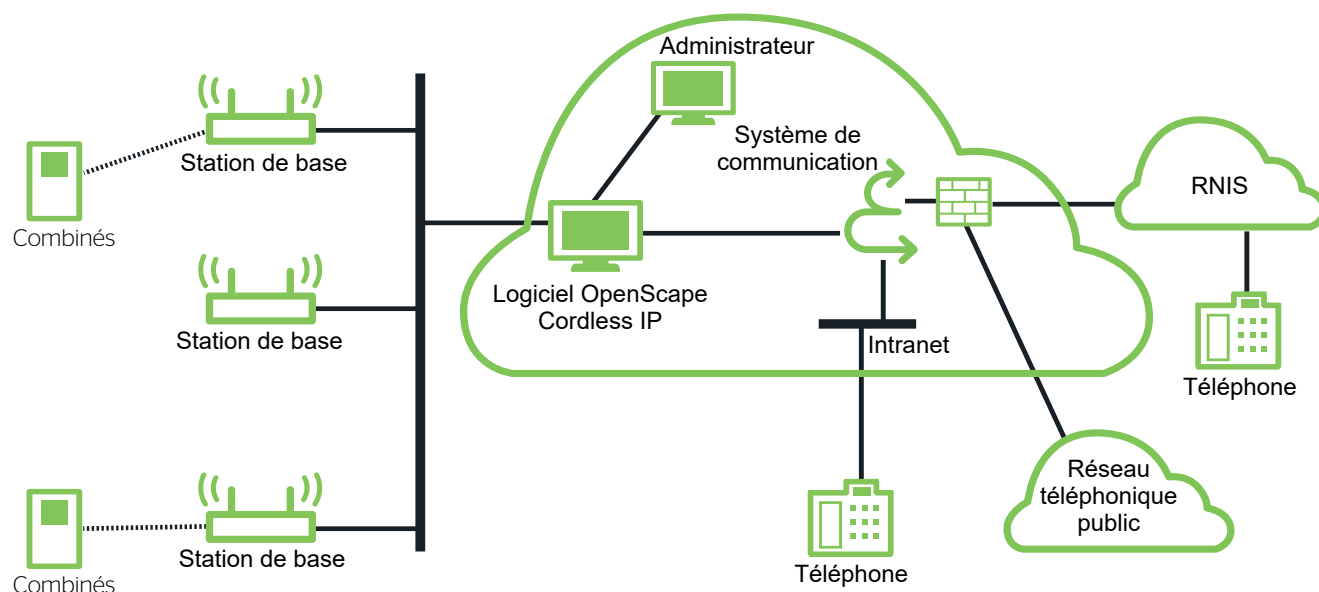 Administrateur
Système de
communication
Station de base
RNIS
Combinés
Logiciel OpenScape
Cordless IP
Station de base
Intranet
Téléphone
Réseau
téléphonique
public
Station de base
Téléphone
Combinés